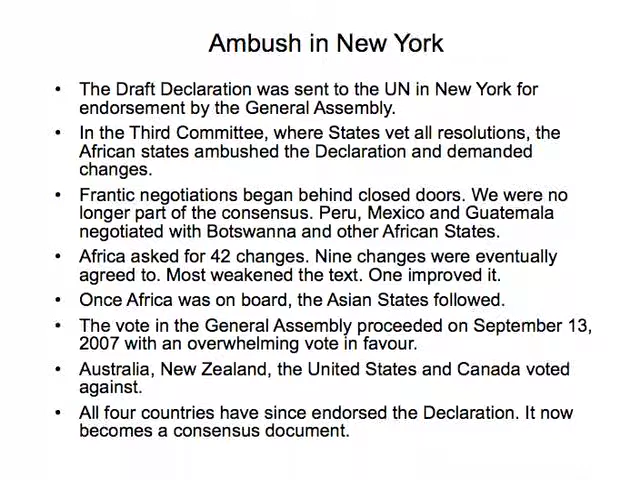 Ambush in New York
• The Draft Declaration was sent to the UN in New York for
endorsement by the General Assembly.
• In the Third Committee, where States vet all resolutions, the
African states ambushed the Declaration and demanded
changes.
• Frantic negotiations began behind closed doors. We were no
longer part of the consensus. Peru, Mexico and Guatemala
negotiated with Botswanna and other African States.
• Africa asked for 42 changes. Nine changes were eventually
agreed to. Most weakened the text. One improved it.
• Once Africa was on board, the Asian States followed.
• The vote in the General Assembly proceeded on September 13,
2007 with an overwhelming vote in favour.
• Australia, New Zealand, the United States and Canada voted
against.
• All four countries have since endorsed the Declaration. It now
becomes a consensus document.